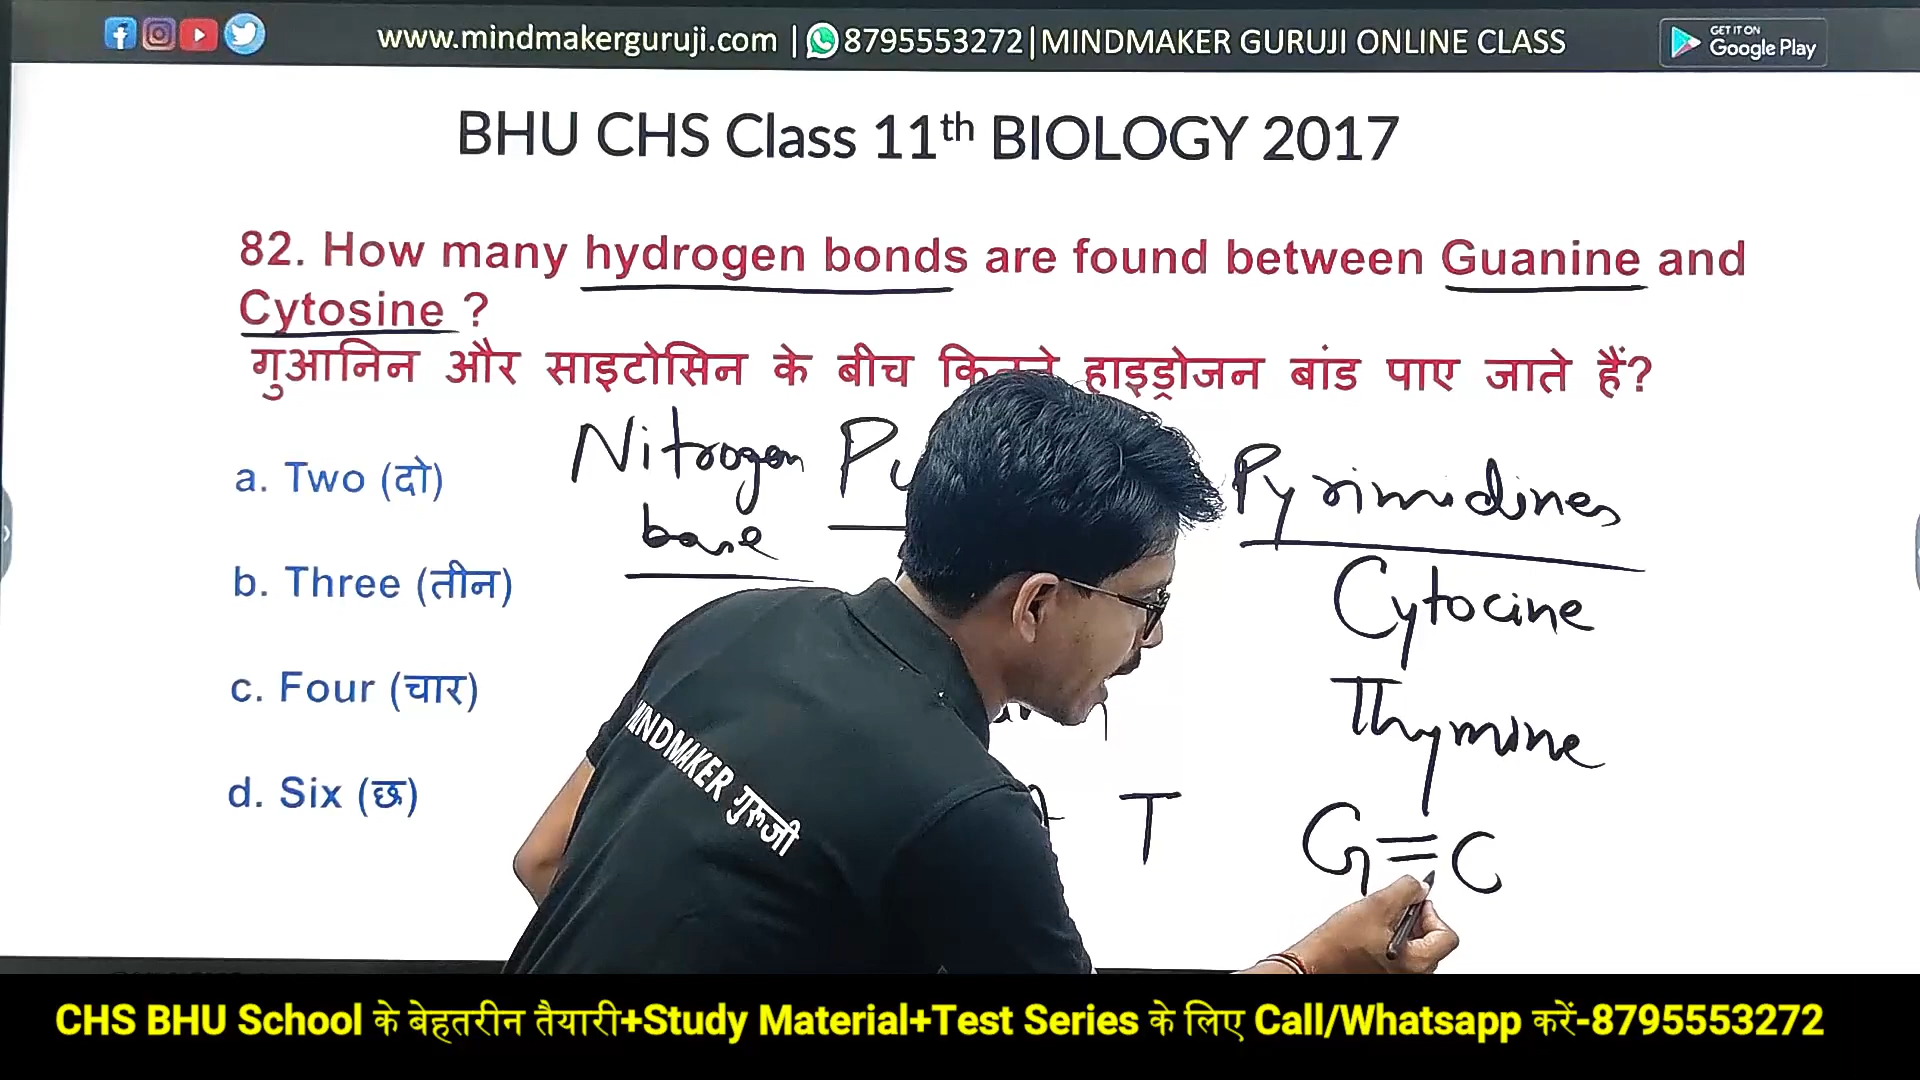 www.mindmakerguruji.com | 8795553272|MINDMAKER GURUJI ONLINE CLASS
GET IT ON
Google Play
BHU CHS Class 11th BIOLOGY 2017
82. How many hydrogen bonds are found between Guanine and
Cytosine ?
गुआनिन और साइटोसिन के बीच कितने हाइड्रोजन बांड पाए जाते हैं?
a. Two (दो)
b. Three (तीन)
c. Four (चार)
d. Six (छः)
Nitrogen
base
Pyrimidines
Cytocine
Thymine
T
G=C
MINDMAKER गुरूजी
CHS BHU School के बेहतरीन तैयारी+Study Material+Test Series के लिए Call/Whatsapp करें-8795553272